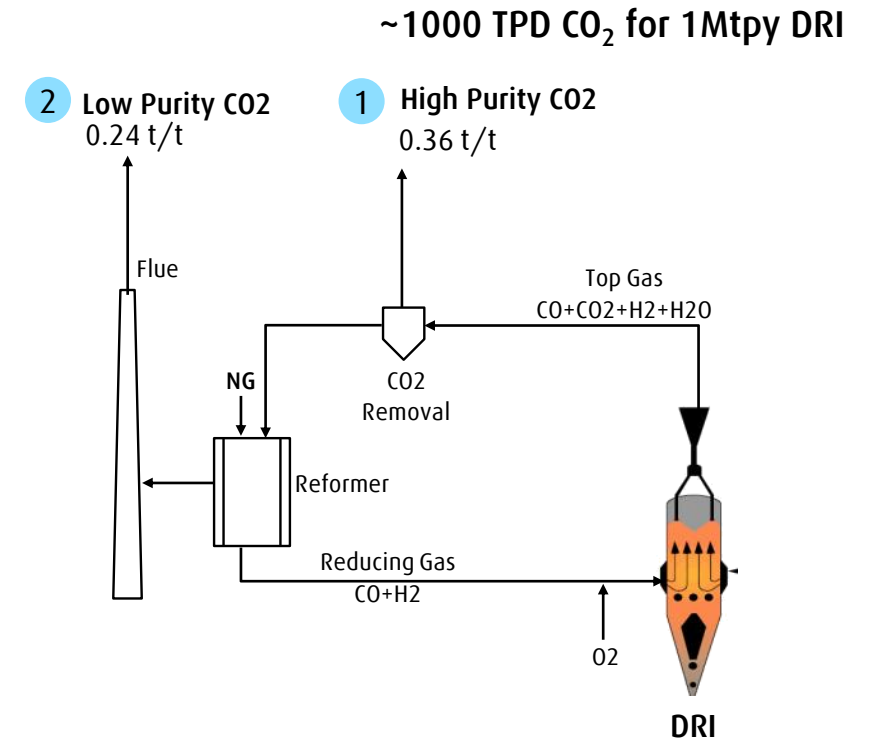 ~1000 TPD CO₂ for 1Mtpy DRI
2 Low Purity CO2
0.24 t/t
1 High Purity CO2
0.36 t/t
Flue
Top Gas
CO+CO2+H2+H2O
NG
CO2
Removal
Reformer
Reducing Gas
CO+H2
O2
DRI